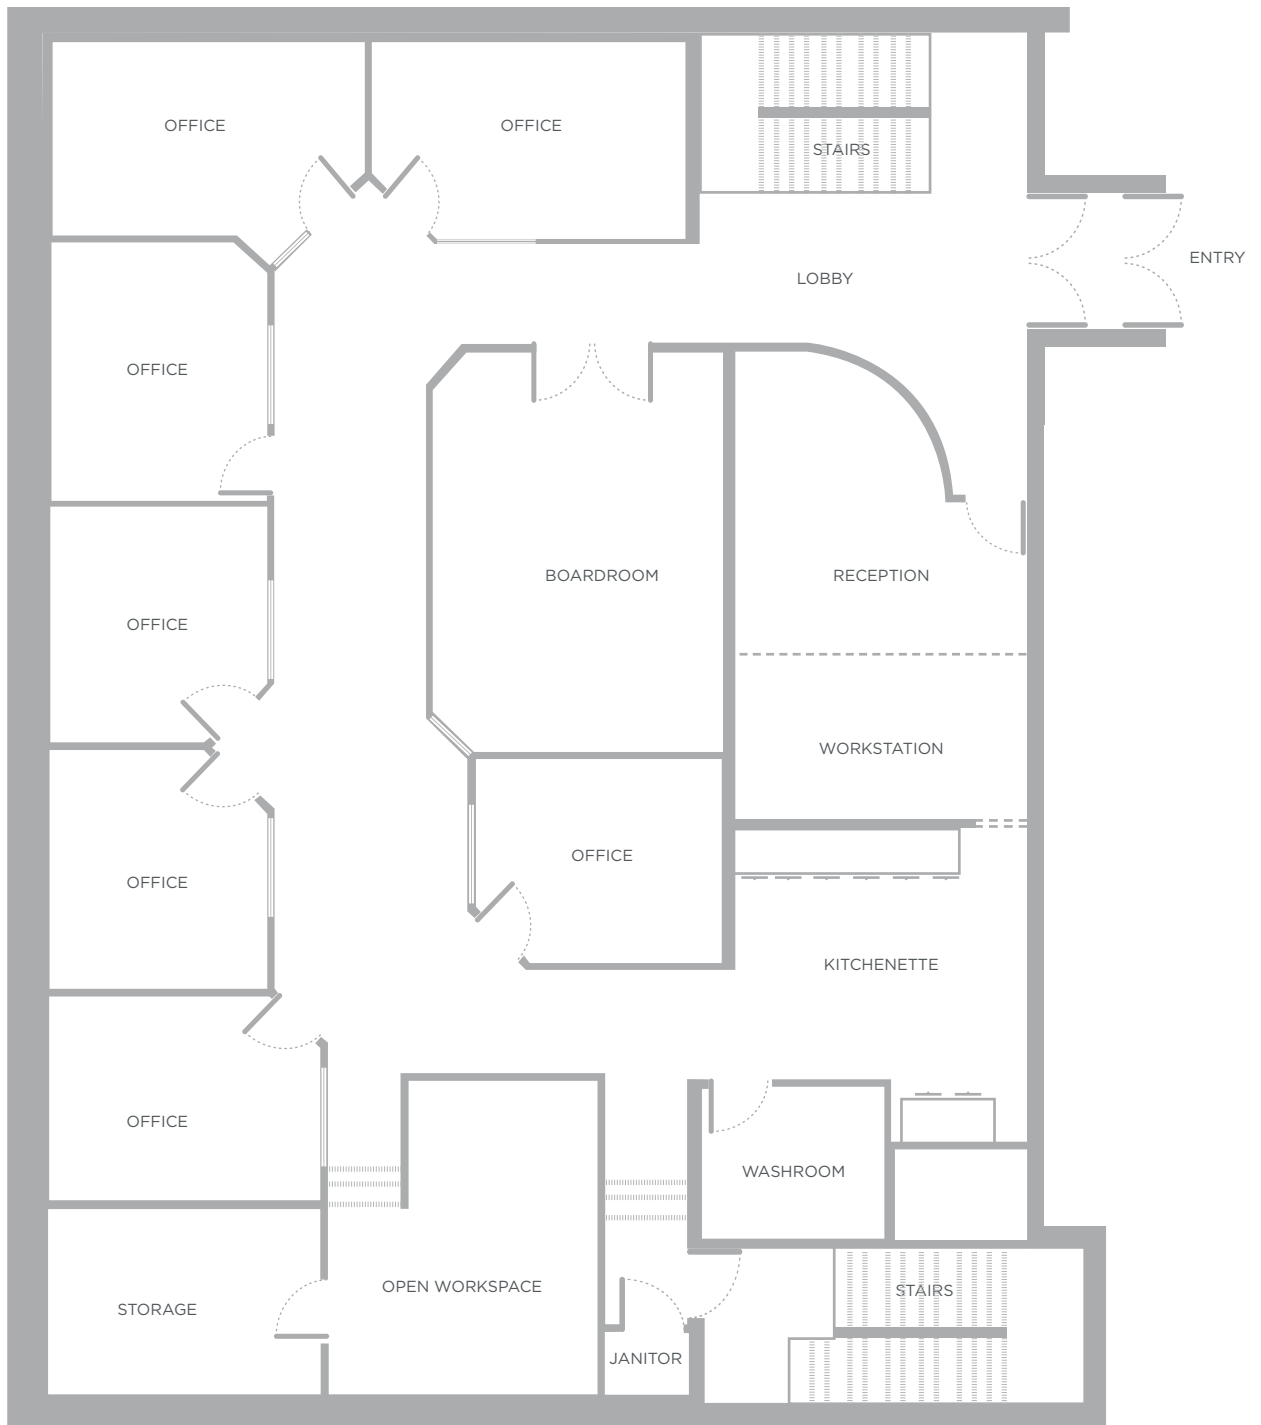 OFFICE
OFFICE
STAIRS
ENTRY
LOBBY
OFFICE
BOARDROOM
RECEPTION
OFFICE
WORKSTATION
OFFICE
OFFICE
KITCHENETTE
OFFICE
WASHROOM
OPEN WORKSPACE
STAIRS
STORAGE
JANITOR